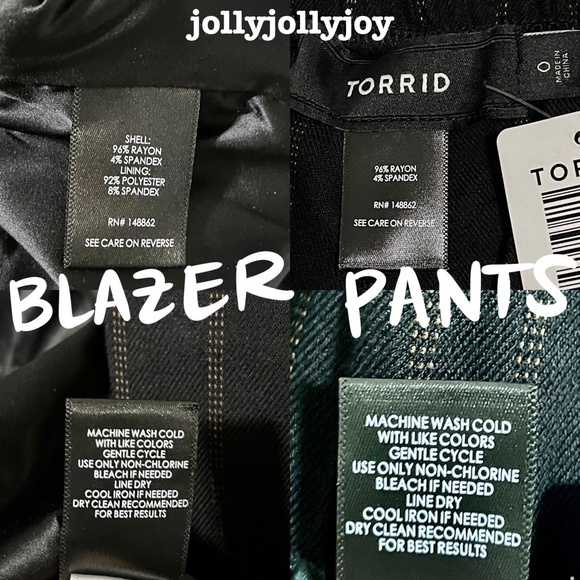 jollyjollyjoy
SHELL:
96% RAYON
4% SPANDEX
LINING:
92% POLYESTER
8% SPANDEX
RN# 148862
SEE CARE ON REVERSE
TORRID
0
MADE IN
CHINA
96% RAYON
4% SPANDEX
RN# 148862
SEE CARE ON REVERSE
TOR
BLAZER
PANTS
MACHINE WASH COLD
WITH LIKE COLORS
GENTLE CYCLE
USE ONLY NON-CHLORINE
BLEACH IF NEEDED
LINE DRY
COOL IRON IF NEEDED
DRY CLEAN RECOMMENDED
FOR BEST RESULTS
MACHINE WASH COLD
WITH LIKE COLORS
GENTLE CYCLE
USE ONLY NON-CHLORINE
BLEACH IF NEEDED
LINE DRY
COOL IRON IF NEEDED
DRY CLEAN RECOMMENDED
FOR BEST RESULTS